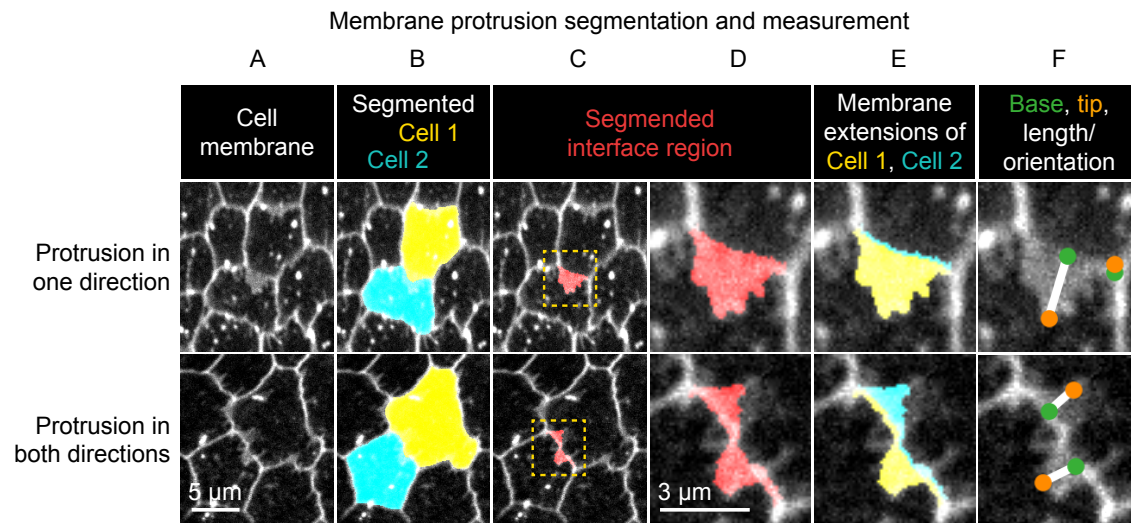 Membrane protrusion segmentation and measurement
A B C D E F
Cell
membrane
Segmented
Cell 1
Cell 2
Segmended
interface region
Membrane
extensions of
Cell 1, Cell 2
Base, tip,
length/
orientation
Protrusion in
one direction
Protrusion in
both directions
5 μm
3 μm